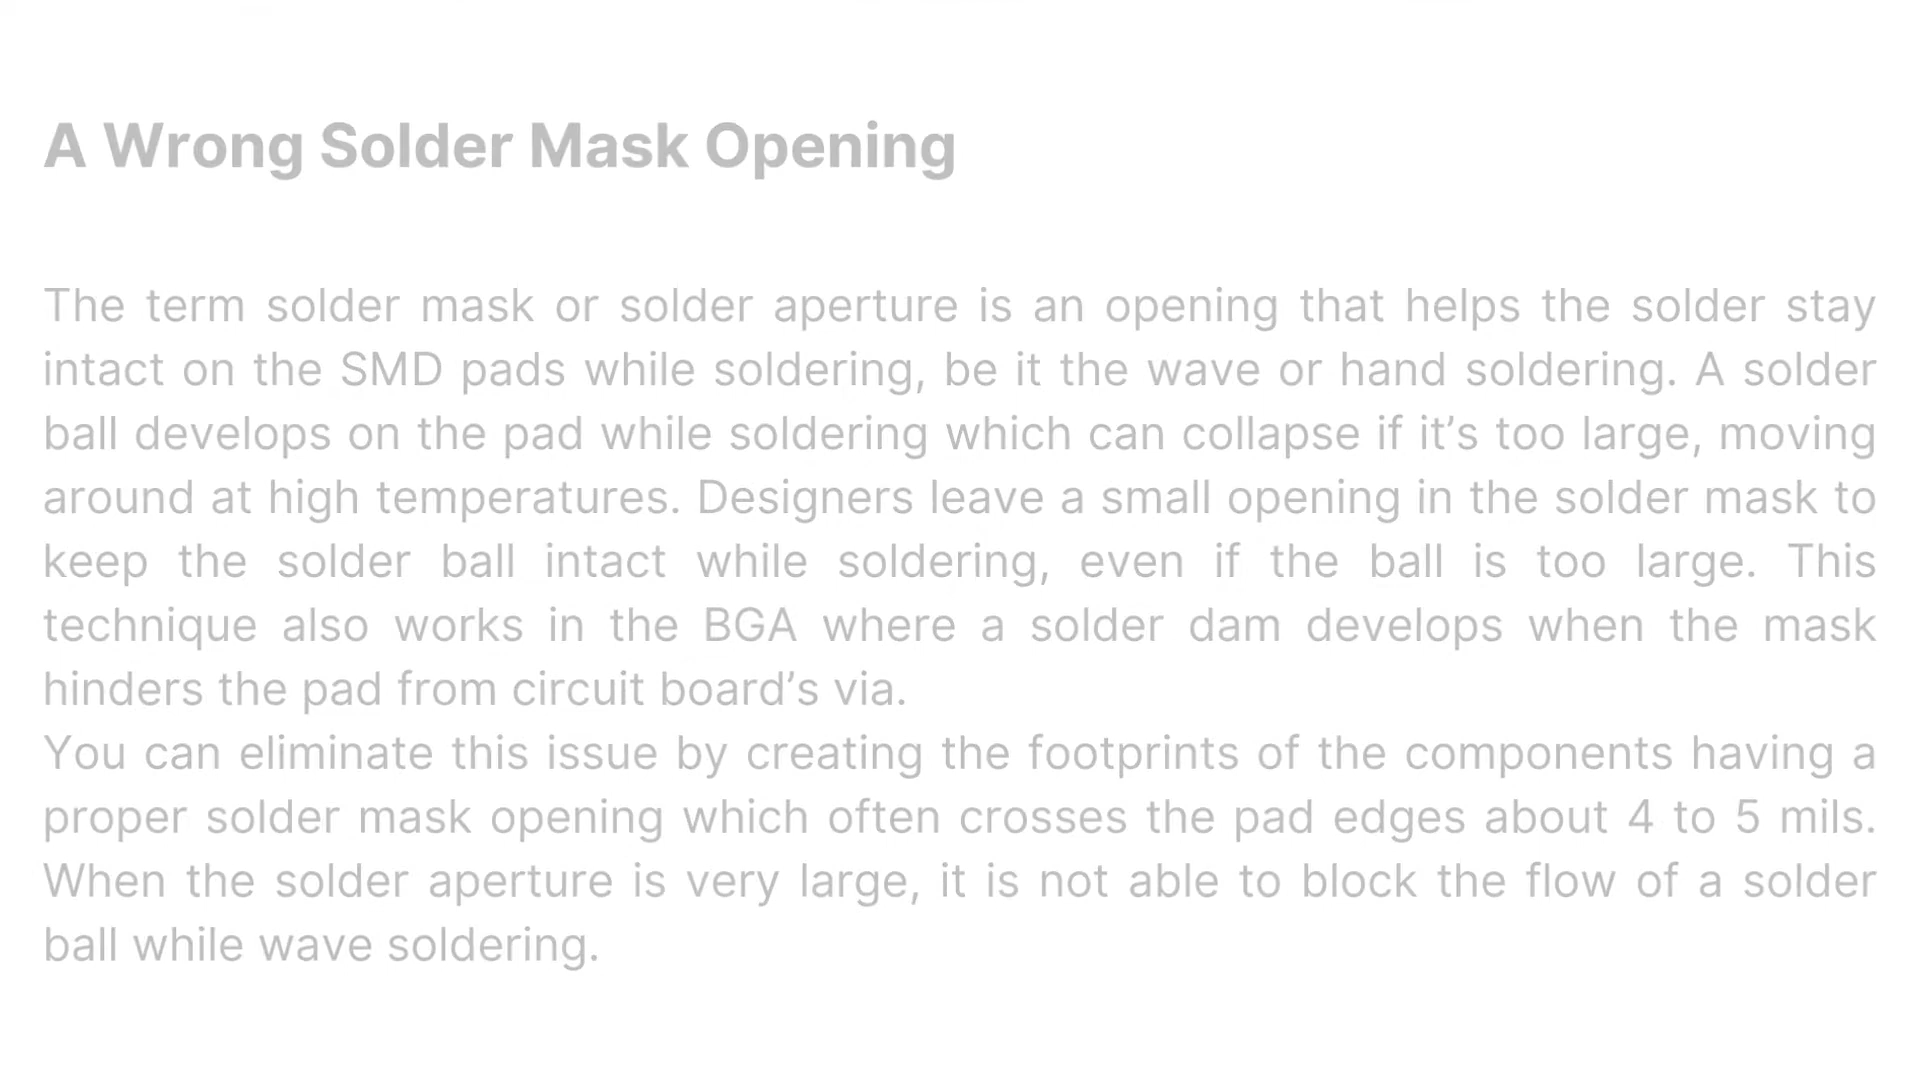 A Wrong Solder Mask Opening
The term solder mask or solder aperture is an opening that helps the solder stay
intact on the SMD pads while soldering, be it the wave or hand soldering. A solder
ball develops on the pad while soldering which can collapse if it’s too large, moving
around at high temperatures. Designers leave a small opening in the solder mask to
keep the solder ball intact while soldering, even if the ball is too large. This
technique also works in the BGA where a solder dam develops when the mask
hinders the pad from circuit board’s via.
You can eliminate this issue by creating the footprints of the components having a
proper solder mask opening which often crosses the pad edges about 4 to 5 mils.
When the solder aperture is very large, it is not able to block the flow of a solder
ball while wave soldering.